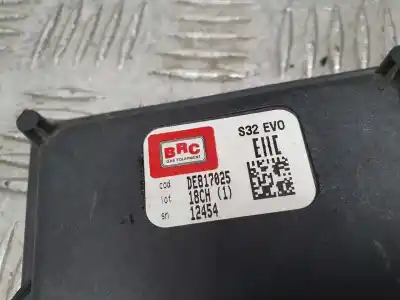 BRC
GAS EQUIPMENT
S32 EVO
EAC
cod DE817025
lot 18CH (1)
sn 12454